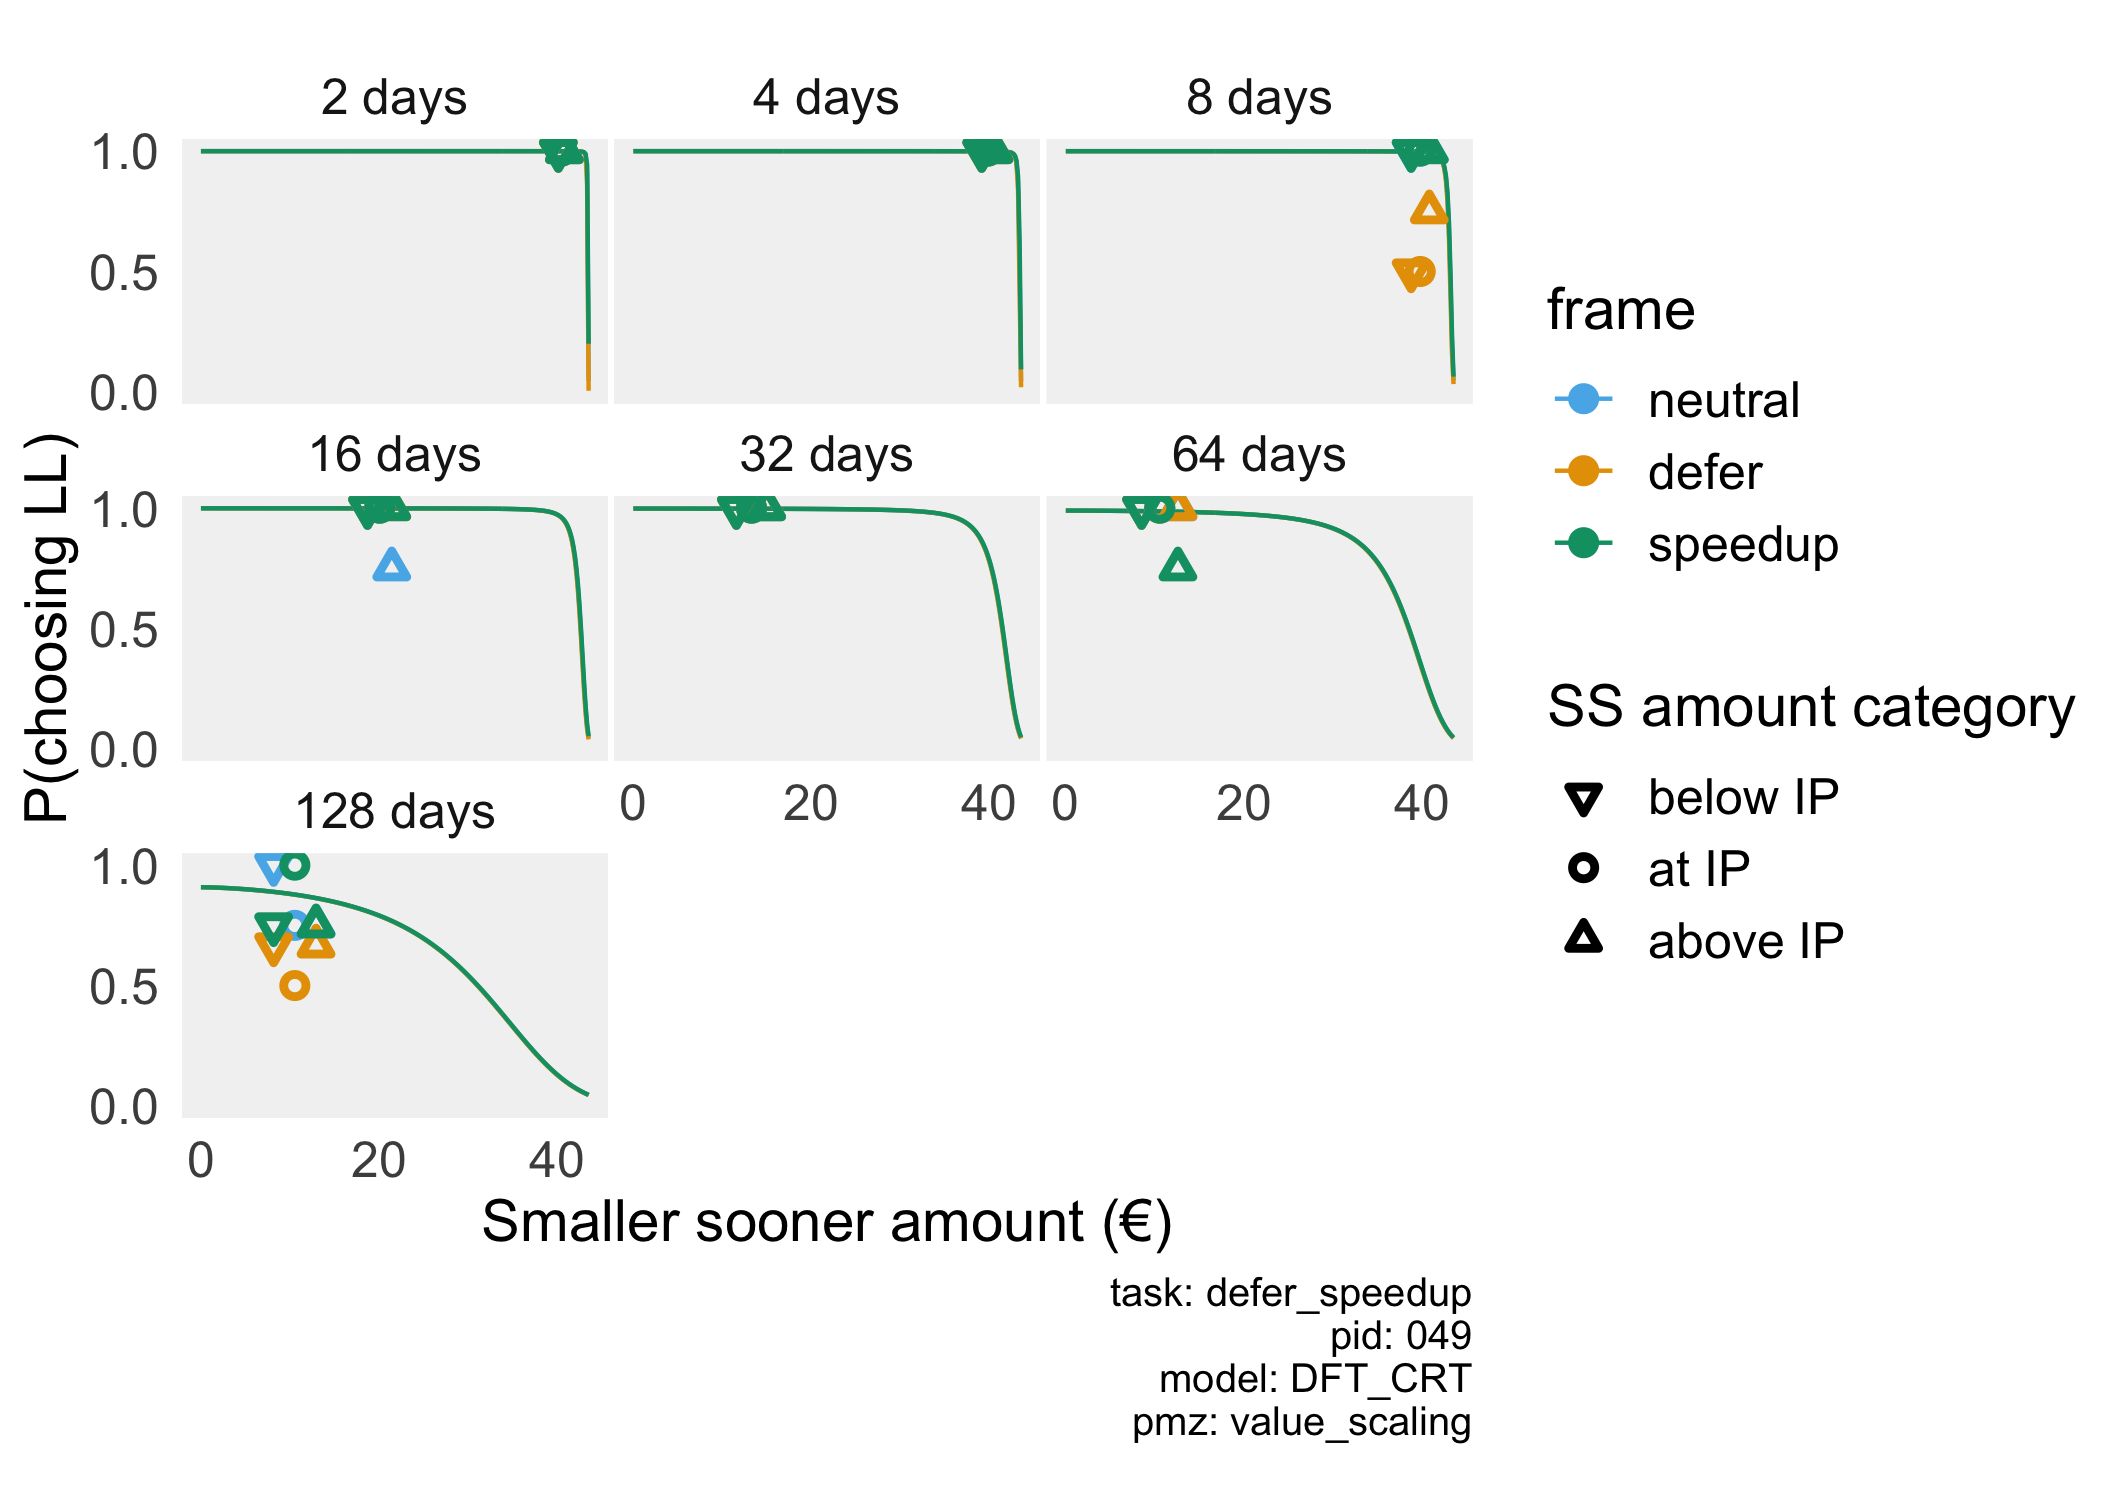 2 days
4 days
8 days
1.0
0.5
0.0
16 days
32 days
64 days
1.0
0.5
0.0
0
20
40
0
20
40
128 days
1.0
0.5
0.0
0
20
40
P(choosing LL)
Smaller sooner amount (€)
frame
neutral
defer
speedup
SS amount category
below IP
at IP
above IP
task: defer_speedup
pid: 049
model: DFT_CRT
pmz: value_scaling